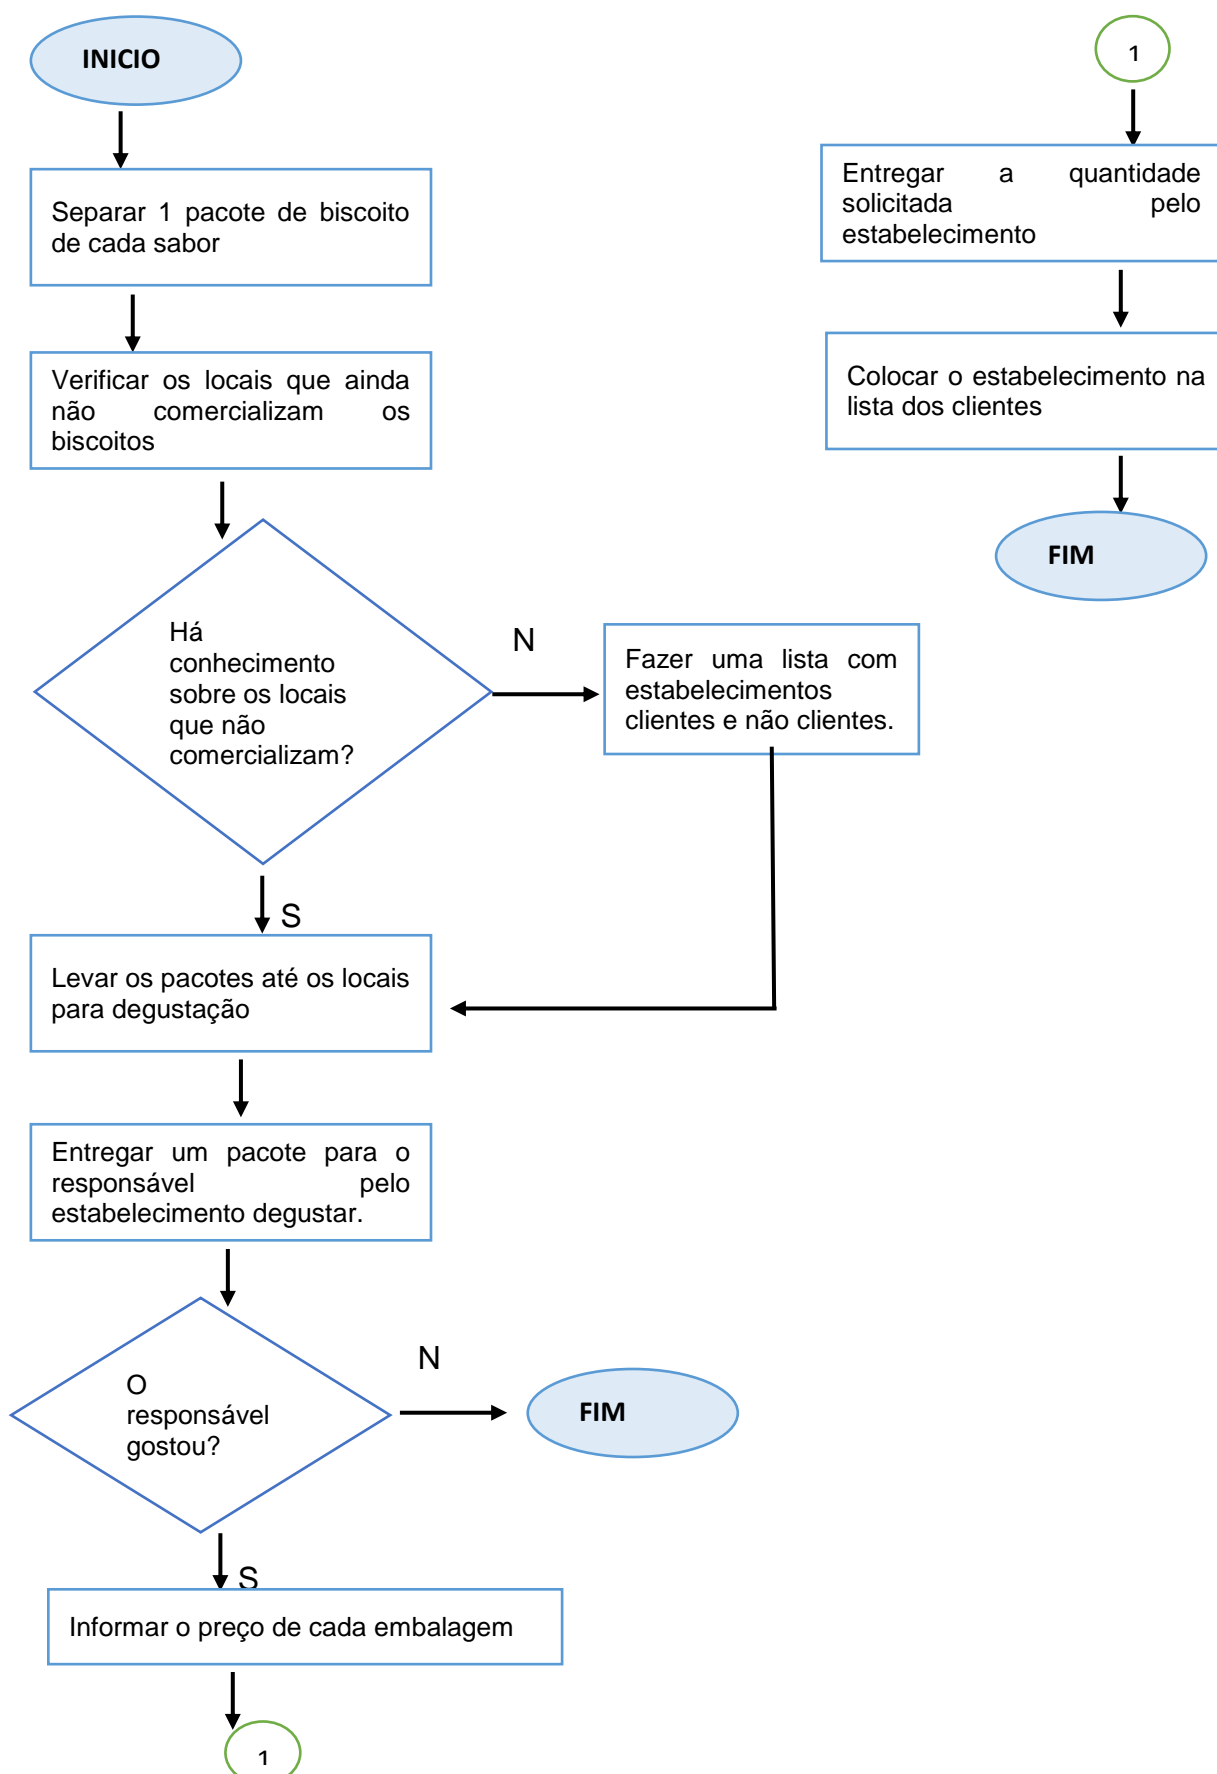 INICIO
Separar 1 pacote de biscoito
de cada sabor
Verificar os locais que ainda
não comercializam os
biscoitos
Há
conhecimento
sobre os locais
que não
comercializam?
N
Fazer uma lista com
estabelecimentos
clientes e não clientes.
S
Levar os pacotes até os locais
para degustação
Entregar um pacote para o
responsável pelo
estabelecimento degustar.
O
responsável
gostou?
N
FIM
S
Informar o preço de cada embalagem
1
1
Entregar a quantidade
solicitada pelo
estabelecimento
Colocar o estabelecimento na
lista dos clientes
FIM